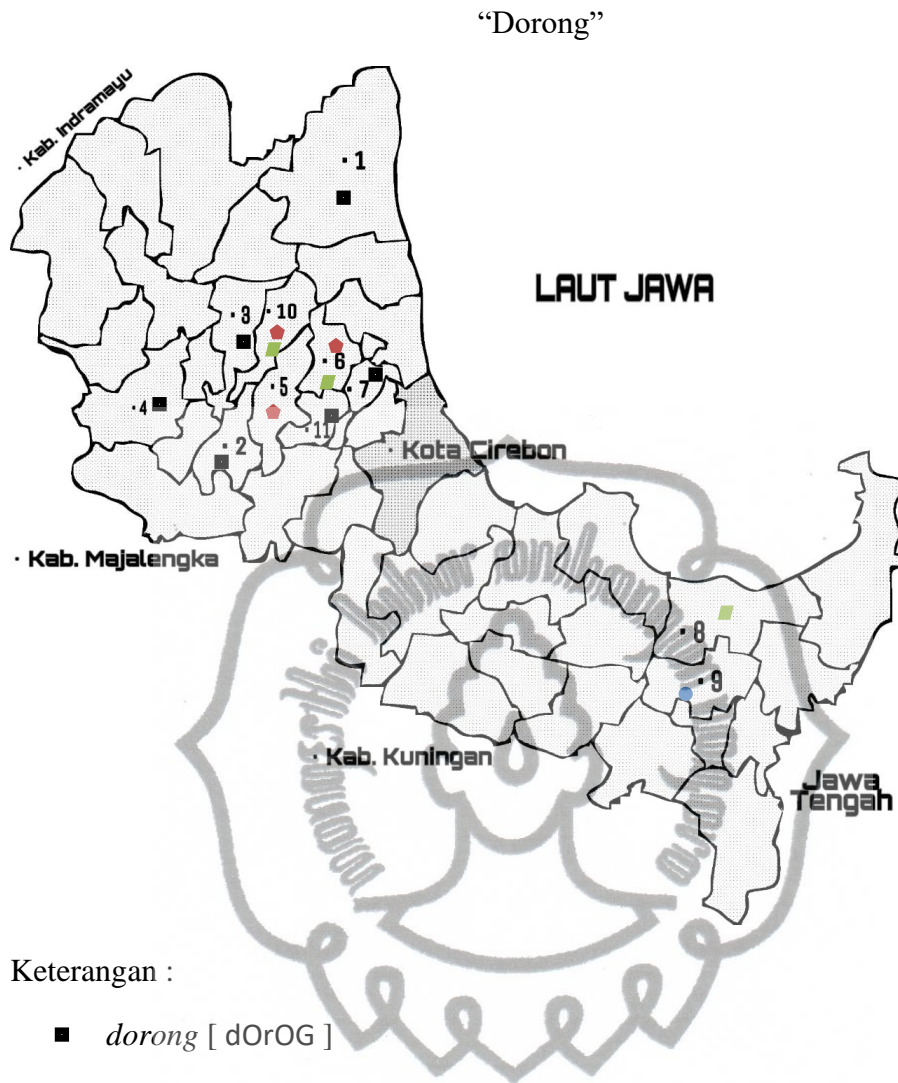 “Dorong”
· Kab. Indramayu
· 1
LAUT JAWA
· 3
· 10
· 6
· 5
· 7
· 4
· 11
· 2
· Kota Cirebon
· Kab. Majalengka
· 8
· 9
· Kab. Kuningan
Jawa
Tengah
Keterangan :
■ dorong [ dOrOG ]